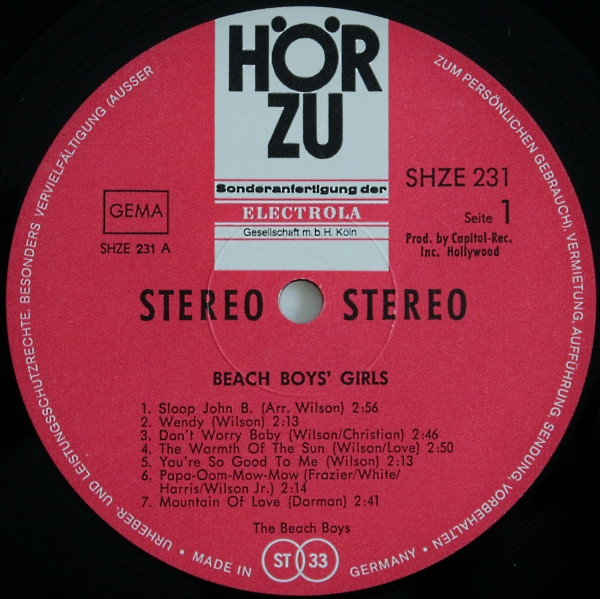 HÖR
ZU
Sonderanfertigung der
ELECTROLA
Gesellschaft m.b.H. Köln
GEMA
SHZE 231 A
SHZE 231
Seite 1
Prod. by Capitol-Rec.
Inc. Hollywood
STEREO STEREO
BEACH BOYS' GIRLS
1. Sloop John B. (Arr. Wilson) 2:56
2. Wendy (Wilson) 2:13
3. Don't Worry Baby (Wilson/Christian) 2:46
4. The Warmth Of The Sun (Wilson/Love) 2:50
5. You're So Good To Me (Wilson) 2:13
6. Papa-Oom-Mow-Mow (Frazier/White/
Harris/Wilson Jr.) 2:14
7. Mountain Of Love (Dorman) 2:41
The Beach Boys
URHEBER- UND LEISTUNGSSCHUTZRECHTE, BESONDERS VERVIELFÄLTIGUNG (AUSSER
ZUM PERSÖNLICHEN GEBRAUCH), VERMIETUNG, AUFFÜHRUNG, SENDUNG, VORBEHALTEN
• MADE IN ST 33 GERMANY •